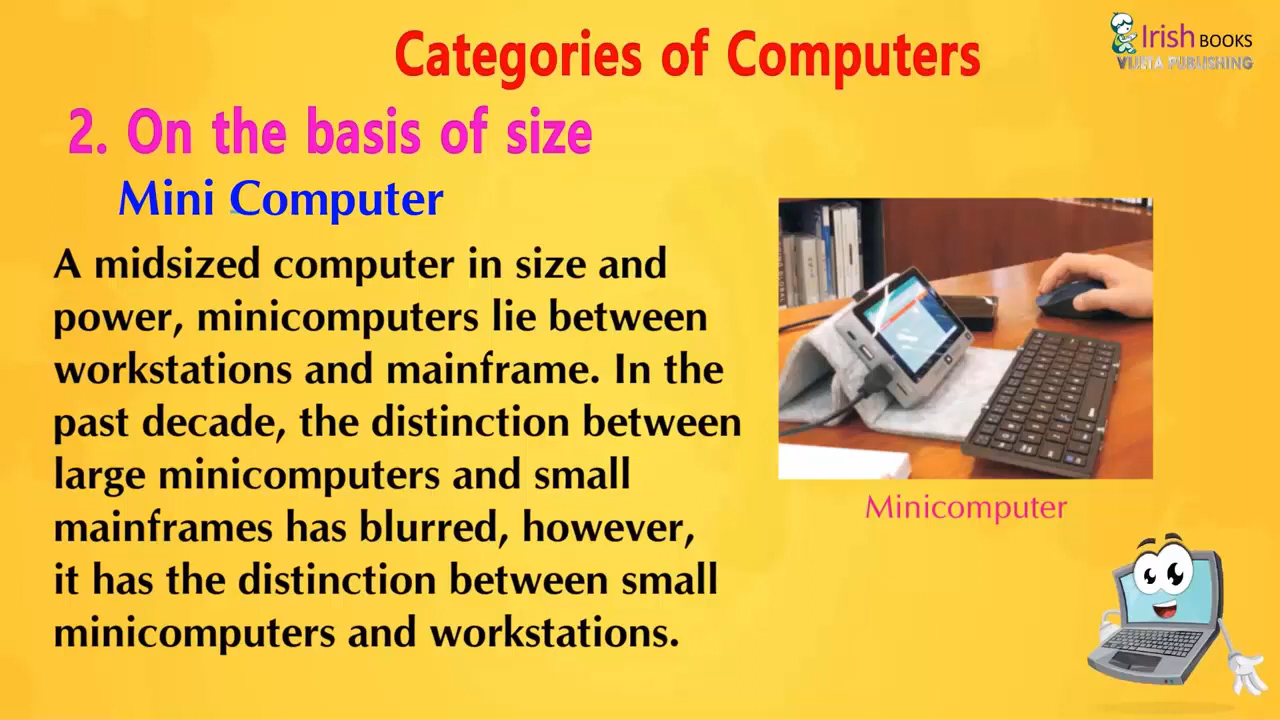 Categories of Computers
Irish BOOKS
VIJETA PUBLISHING
2. On the basis of size
Mini Computer
A midsized computer in size and
power, minicomputers lie between
workstations and mainframe. In the
past decade, the distinction between
large minicomputers and small
mainframes has blurred, however,
it has the distinction between small
minicomputers and workstations.
Minicomputer